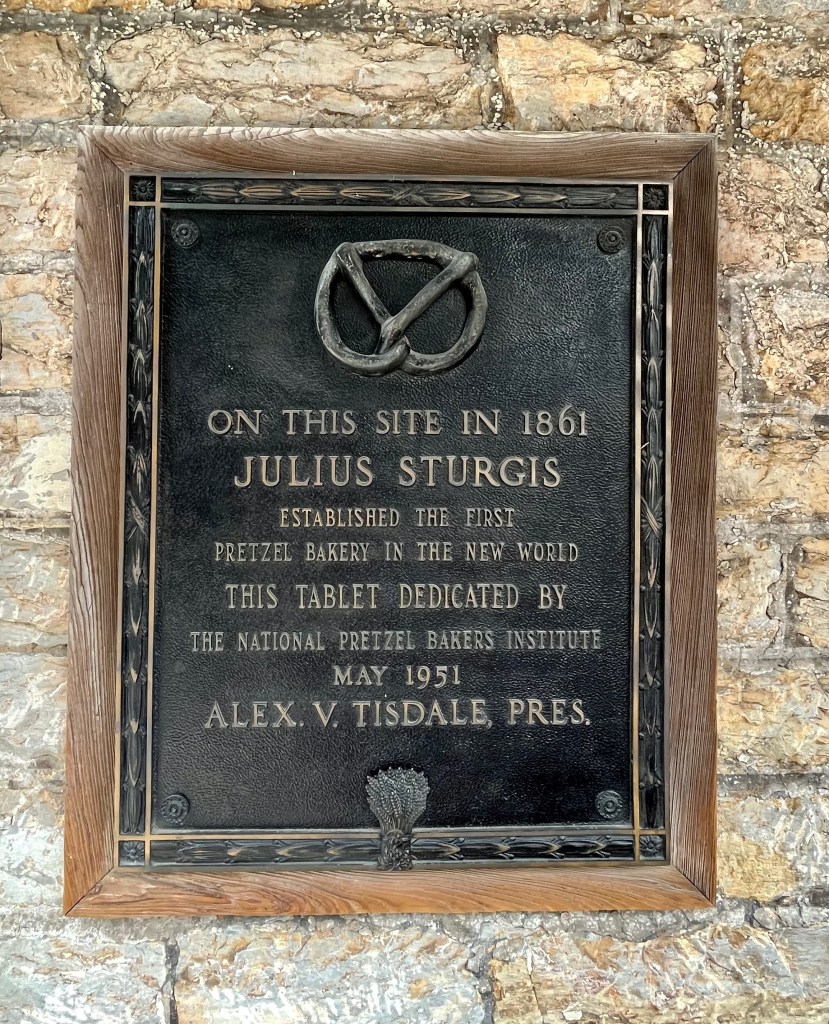 ON THIS SITE IN 1861
JULIUS STURGIS
ESTABLISHED THE FIRST
PRETZEL BAKERY IN THE NEW WORLD
THIS TABLET DEDICATED BY
THE NATIONAL PRETZEL BAKERS INSTITUTE
MAY 1951
ALEX. V. TISDALE, PRES.